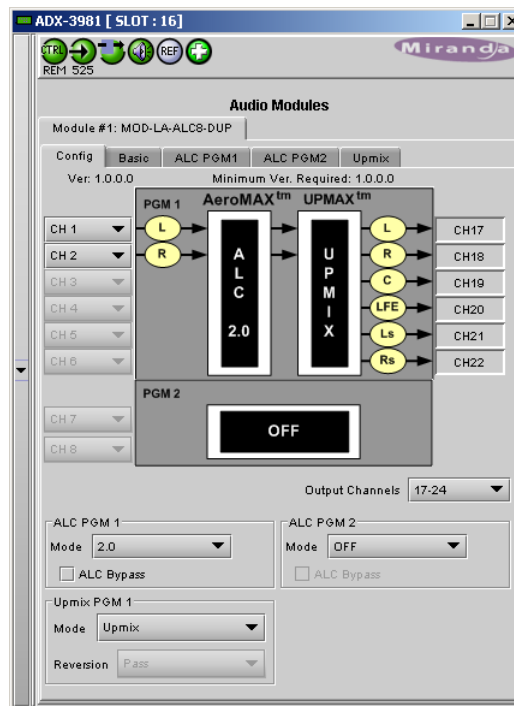 ADX-3981 [ SLOT : 16]
CTRL REF
REM 525
Miranda
Audio Modules
Module #1: MOD-LA-ALC8-DUP
Config Basic ALC PGM1 ALC PGM2 Upmix
Ver: 1.0.0.0 Minimum Ver. Required: 1.0.0.0
PGM 1 AeroMAX tm UPMAX tm
CH 1 L L CH17
CH 2 R R CH18
CH 3 C CH19
CH 4 LFE CH20
CH 5 Ls CH21
CH 6 Rs CH22
ALC 2.0
UPMIX
PGM 2
CH 7
OFF
CH 8
Output Channels 17-24
ALC PGM 1
Mode 2.0
ALC Bypass
ALC PGM 2
Mode OFF
ALC Bypass
Upmix PGM 1
Mode Upmix
Reversion Pass